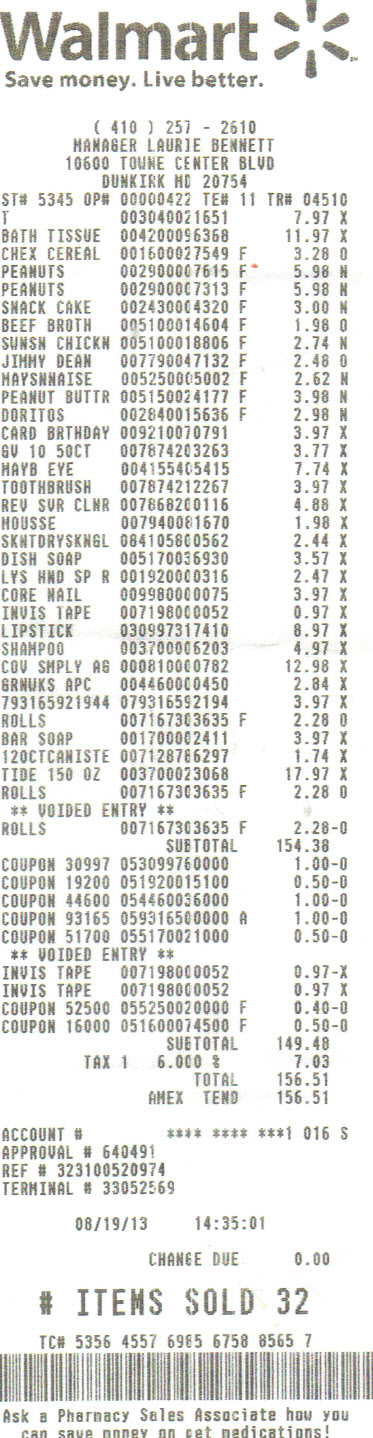 Walmart
Save money. Live better.
( 410 ) 257 - 2610
MANAGER LAURIE BENNETT
10600 TOWNE CENTER BLVD
DUNKIRK MD 20754
ST# 5345 OP# 00000422 TE# 11 TR# 04510
T 003040021651 7.97 X
BATH TISSUE 004200096368 11.97 X
CHEX CEREAL 001600027549 F 3.28 O
PEANUTS 002900007615 F 5.98 N
PEANUTS 002900007313 F 5.98 N
SNACK CAKE 002430004320 F 3.00 N
BEEF BROTH 005100014604 F 1.98 O
SWNSN CHICKN 005100018806 F 2.74 N
JIMMY DEAN 007790047132 F 2.48 O
MAYSNNAISE 005250005002 F 2.62 N
PEANUT BUTTR 005150024177 F 3.98 N
DORITOS 002840015636 F 2.98 N
CARD BRTHDAY 009210070791 3.97 X
GV 10 50CT 007874203263 3.77 X
MAYB EYE 004155405415 7.74 X
TOOTHBRUSH 007874212267 3.97 X
REV SVR CLNR 007868200116 4.88 X
MOUSSE 007940081670 1.98 X
SKNTDRYSKNGL 084105800562 2.44 X
DISH SOAP 005170036930 3.57 X
LYS HND SP R 001920000316 2.47 X
CORE NAIL 009980000075 3.97 X
INVIS TAPE 007198000052 0.97 X
LIPSTICK 030997317410 8.97 X
SHAMPOO 003700006203 4.97 X
COV SMPLY AG 000810000782 12.98 X
GRNWKS APC 004460000450 2.84 X
793165921944 079316592194 3.97 X
ROLLS 007167303635 F 2.28 O
BAR SOAP 001700002411 3.97 X
120CTCANISTE 007128786297 1.74 X
TIDE 150 OZ 003700023068 17.97 X
ROLLS 007167303635 F 2.28 O
** VOIDED ENTRY **
ROLLS 007167303635 F 2.28-O
SUBTOTAL 154.38
COUPON 30997 053099760000 1.00-O
COUPON 19200 051920015100 0.50-O
COUPON 44600 054460036000 1.00-O
COUPON 93165 059316500000 A 1.00-O
COUPON 51700 055170021000 0.50-O
** VOIDED ENTRY **
INVIS TAPE 007198000052 0.97-X
INVIS TAPE 007198000052 0.97 X
COUPON 52500 055250020000 F 0.40-O
COUPON 16000 051600074500 F 0.50-O
SUBTOTAL 149.48
TAX 1 6.000 % 7.03
TOTAL 156.51
AMEX TEND 156.51
ACCOUNT # **** **** ***1 016 S
APPROVAL # 640491
REF # 323100520974
TERMINAL # 33052569
08/19/13 14:35:01
CHANGE DUE 0.00
# ITEMS SOLD 32
TC# 5356 4557 6985 6758 8565 7
Ask a Pharmacy Sales Associate how you
can save money on pet medications!